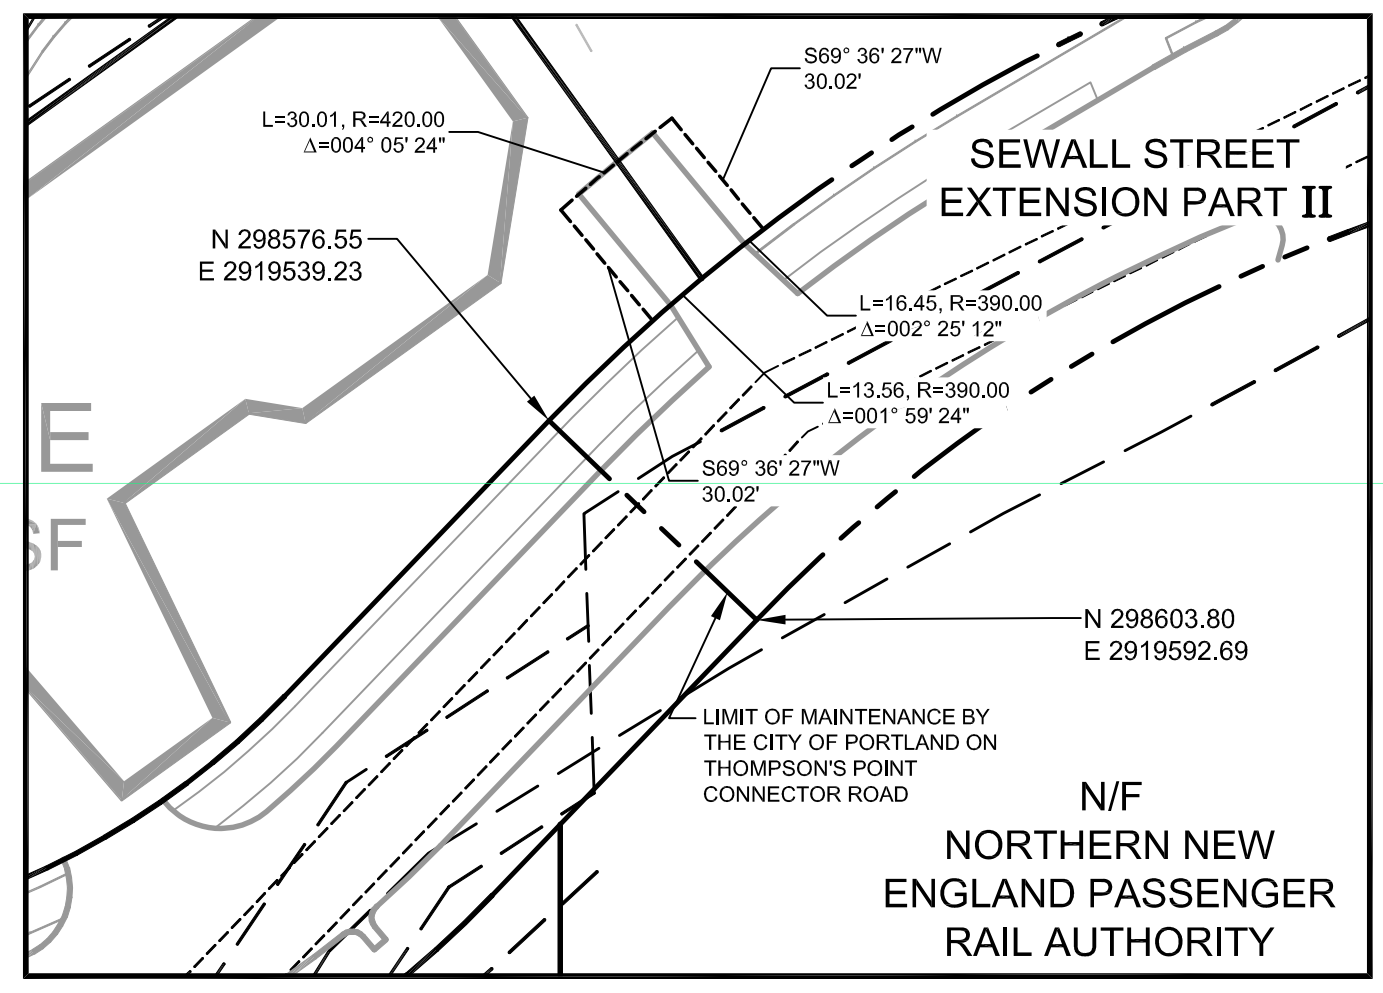 S69° 36' 27"W
30.02'
L=30.01, R=420.00
Δ=004° 05' 24"
SEWALL STREET
EXTENSION PART II
N 298576.55
E 2919539.23
L=16.45, R=390.00
Δ=002° 25' 12"
L=13.56, R=390.00
Δ=001° 59' 24"
E
SF
S69° 36' 27"W
30.02'
N 298603.80
E 2919592.69
LIMIT OF MAINTENANCE BY
THE CITY OF PORTLAND ON
THOMPSON'S POINT
CONNECTOR ROAD
N/F
NORTHERN NEW
ENGLAND PASSENGER
RAIL AUTHORITY